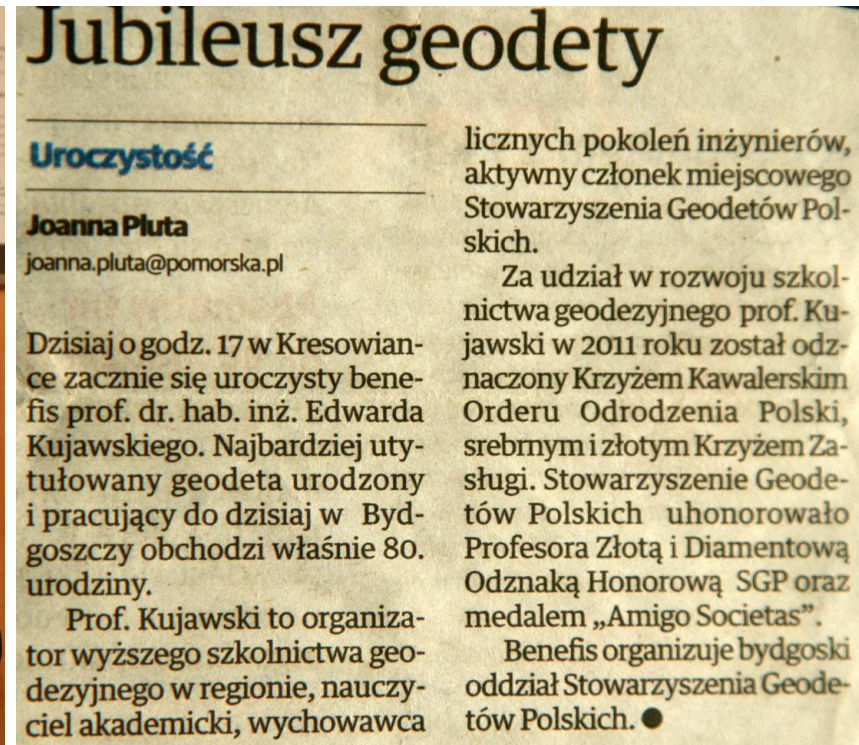 Jubileusz geodety
Uroczystość
Joanna Pluta
joanna.pluta@pomorska.pl
Dzisiaj o godz. 17 w Kresowian-
ce zacznie się uroczysty bene-
fis prof. dr. hab. inż. Edwarda
Kujawskiego. Najbardziej uty-
tułowany geodeta urodzony
i pracujący do dzisiaj w Byd-
goszczy obchodzi właśnie 80.
urodziny.
Prof. Kujawski to organiza-
tor wyższego szkolnictwa geo-
dezyjnego w regionie, nauczy-
ciel akademicki, wychowawca
licznych pokoleń inżynierów,
aktywny członek miejscowego
Stowarzyszenia Geodetów Pol-
skich.
Za udział w rozwoju szkol-
nictwa geodezyjnego prof. Ku-
jawski w 2011 roku został odz-
naczony Krzyżem Kawalerskim
Orderu Odrodzenia Polski,
srebrnym i złotym Krzyżem Za-
sługi. Stowarzyszenie Geode-
tów Polskich uhonorowało
Profesora Złotą i Diamentową
Odznaką Honorową SGP oraz
medalem „Amigo Societas”.
Benefis organizuje bydgoski
oddział Stowarzyszenia Geode-
tów Polskich. ●